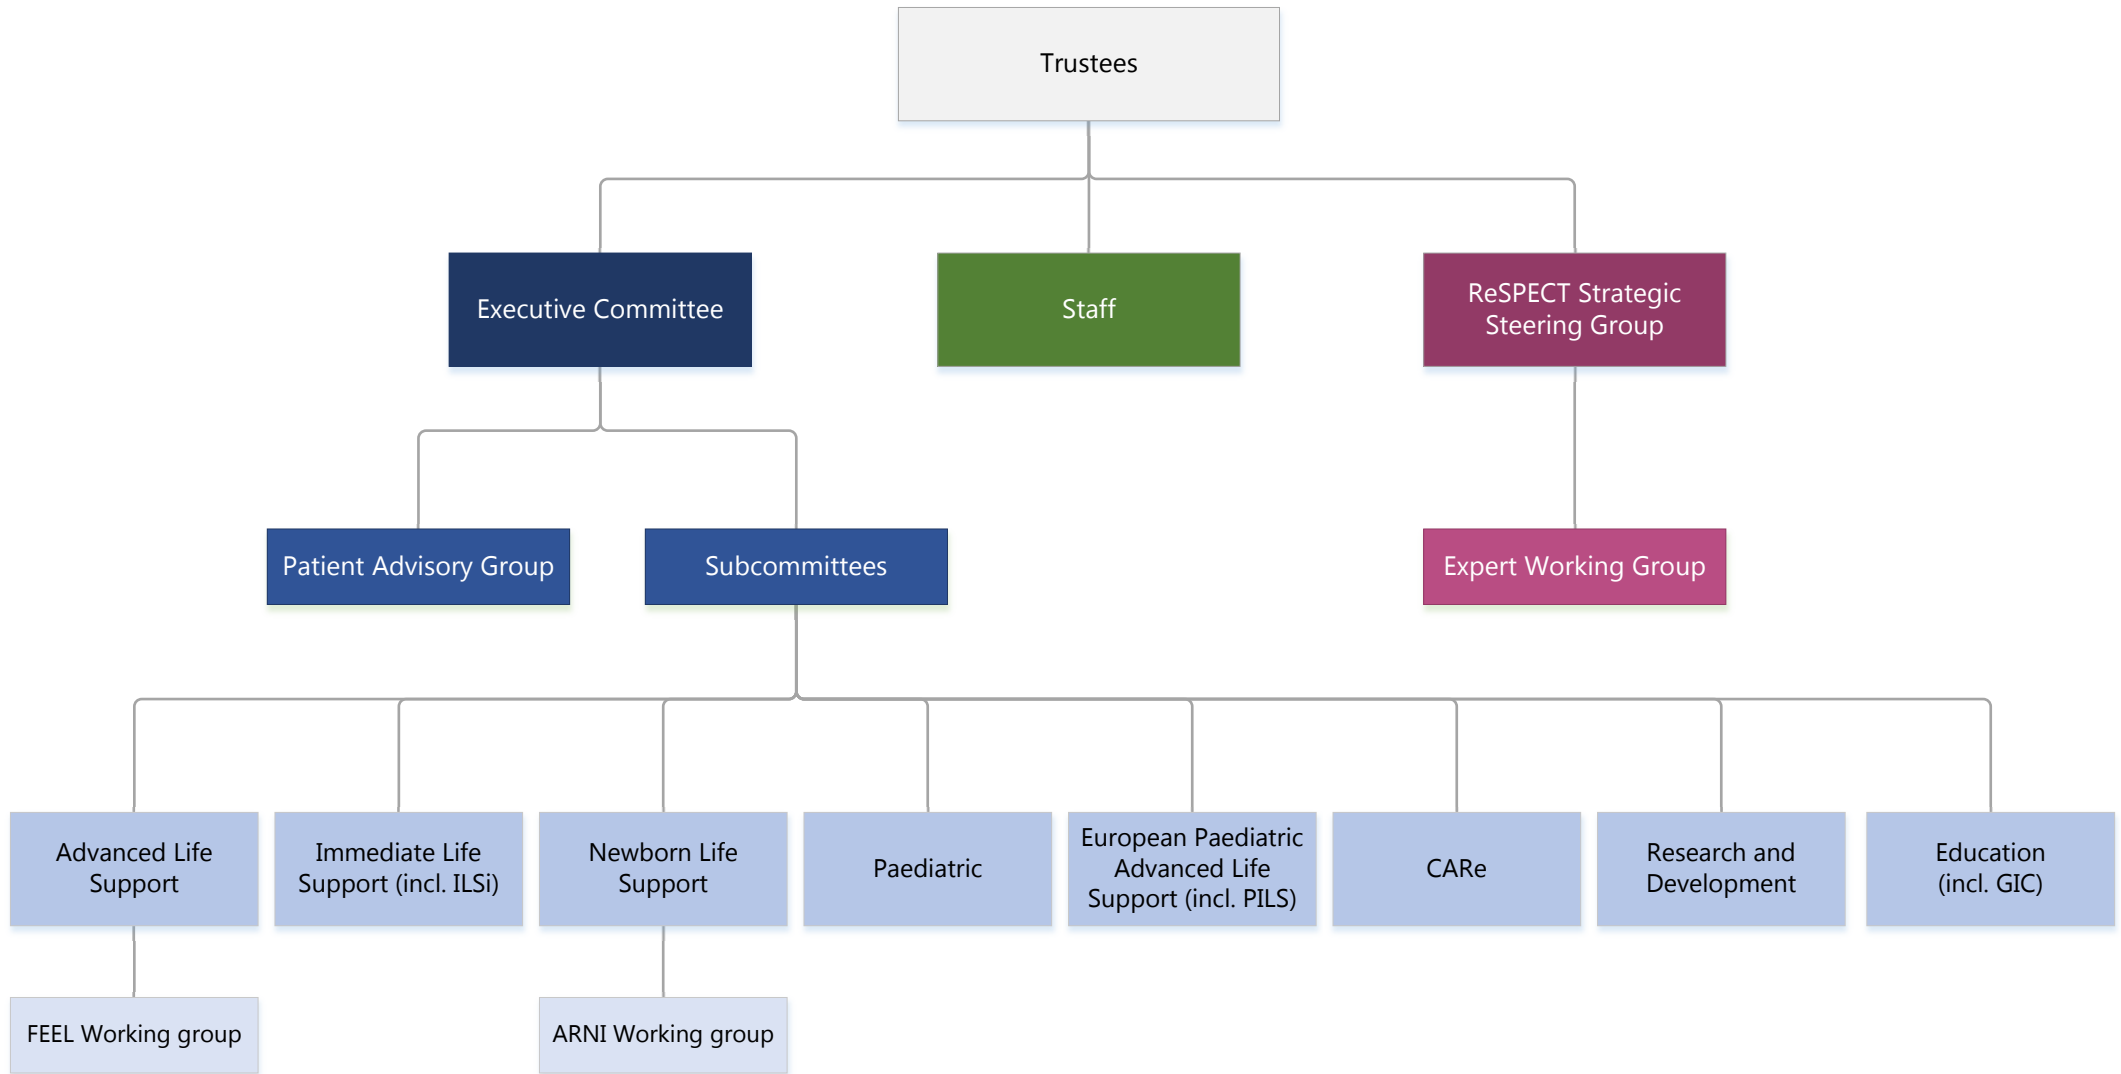 Trustees
Executive Committee
Staff
ReSPECT Strategic
Steering Group
Patient Advisory Group
Subcommittees
Expert Working Group
Advanced Life
Support
Immediate Life
Support (incl. ILSi)
Newborn Life
Support
Paediatric
European Paediatric
Advanced Life
Support (incl. PILS)
CARe
Research and
Development
Education
(incl. GIC)
FEEL Working group
ARNI Working group